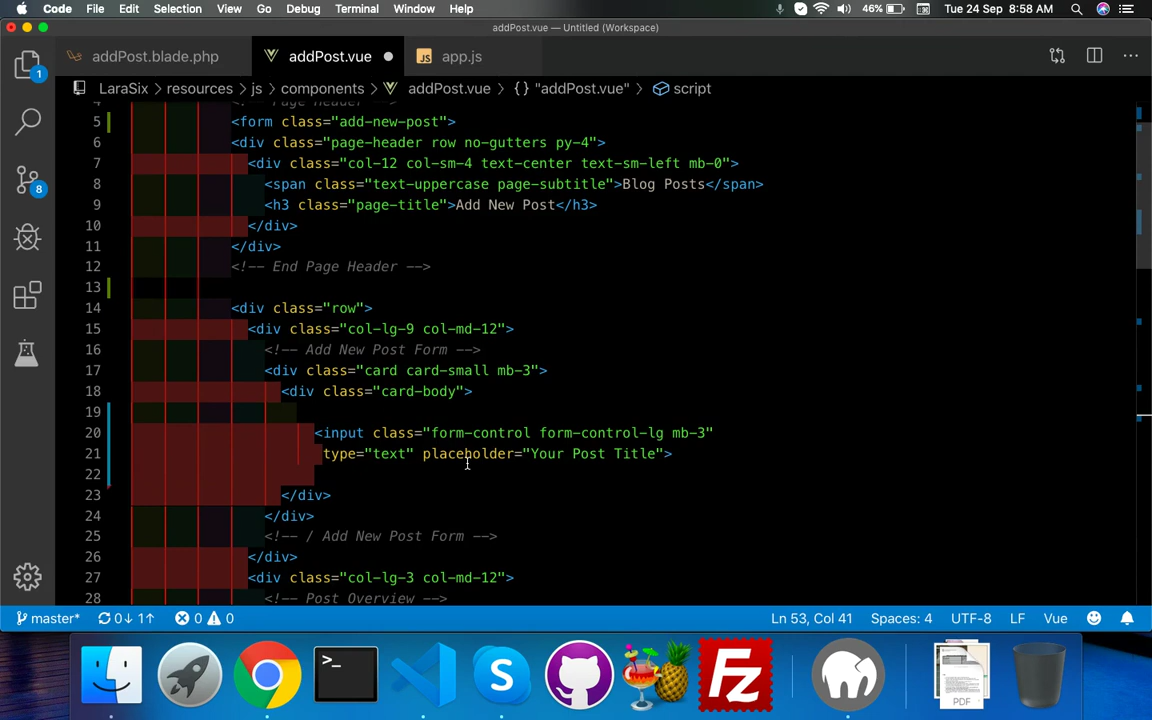 Code File Edit Selection View Go Debug Terminal Window Help 46% Tue 24 Sep 8:58 AM
addPost.vue — Untitled (Workspace)
addPost.blade.php addPost.vue JS app.js
1
LaraSix > resources > js > components > addPost.vue > {} "addPost.vue" > script
4 <!-- Page Header -->
5 <form class="add-new-post">
6 <div class="page-header row no-gutters py-4">
7 <div class="col-12 col-sm-4 text-center text-sm-left mb-0">
8 <span class="text-uppercase page-subtitle">Blog Posts</span>
8
9 <h3 class="page-title">Add New Post</h3>
10 </div>
11 </div>
12 <!-- End Page Header -->
13
14 <div class="row">
15 <div class="col-lg-9 col-md-12">
16 <!-- Add New Post Form -->
17 <div class="card card-small mb-3">
18 <div class="card-body">
19
20 <input class="form-control form-control-lg mb-3"
21 type="text" placeholder="Your Post Title">
22
23 </div>
24 </div>
25 <!-- / Add New Post Form -->
26 </div>
27 <div class="col-lg-3 col-md-12">
28 <!-- Post Overview -->
master* 0↓ 1↑ 0 0 Ln 53, Col 41 Spaces: 4 UTF-8 LF Vue
>_ S Fz PDF